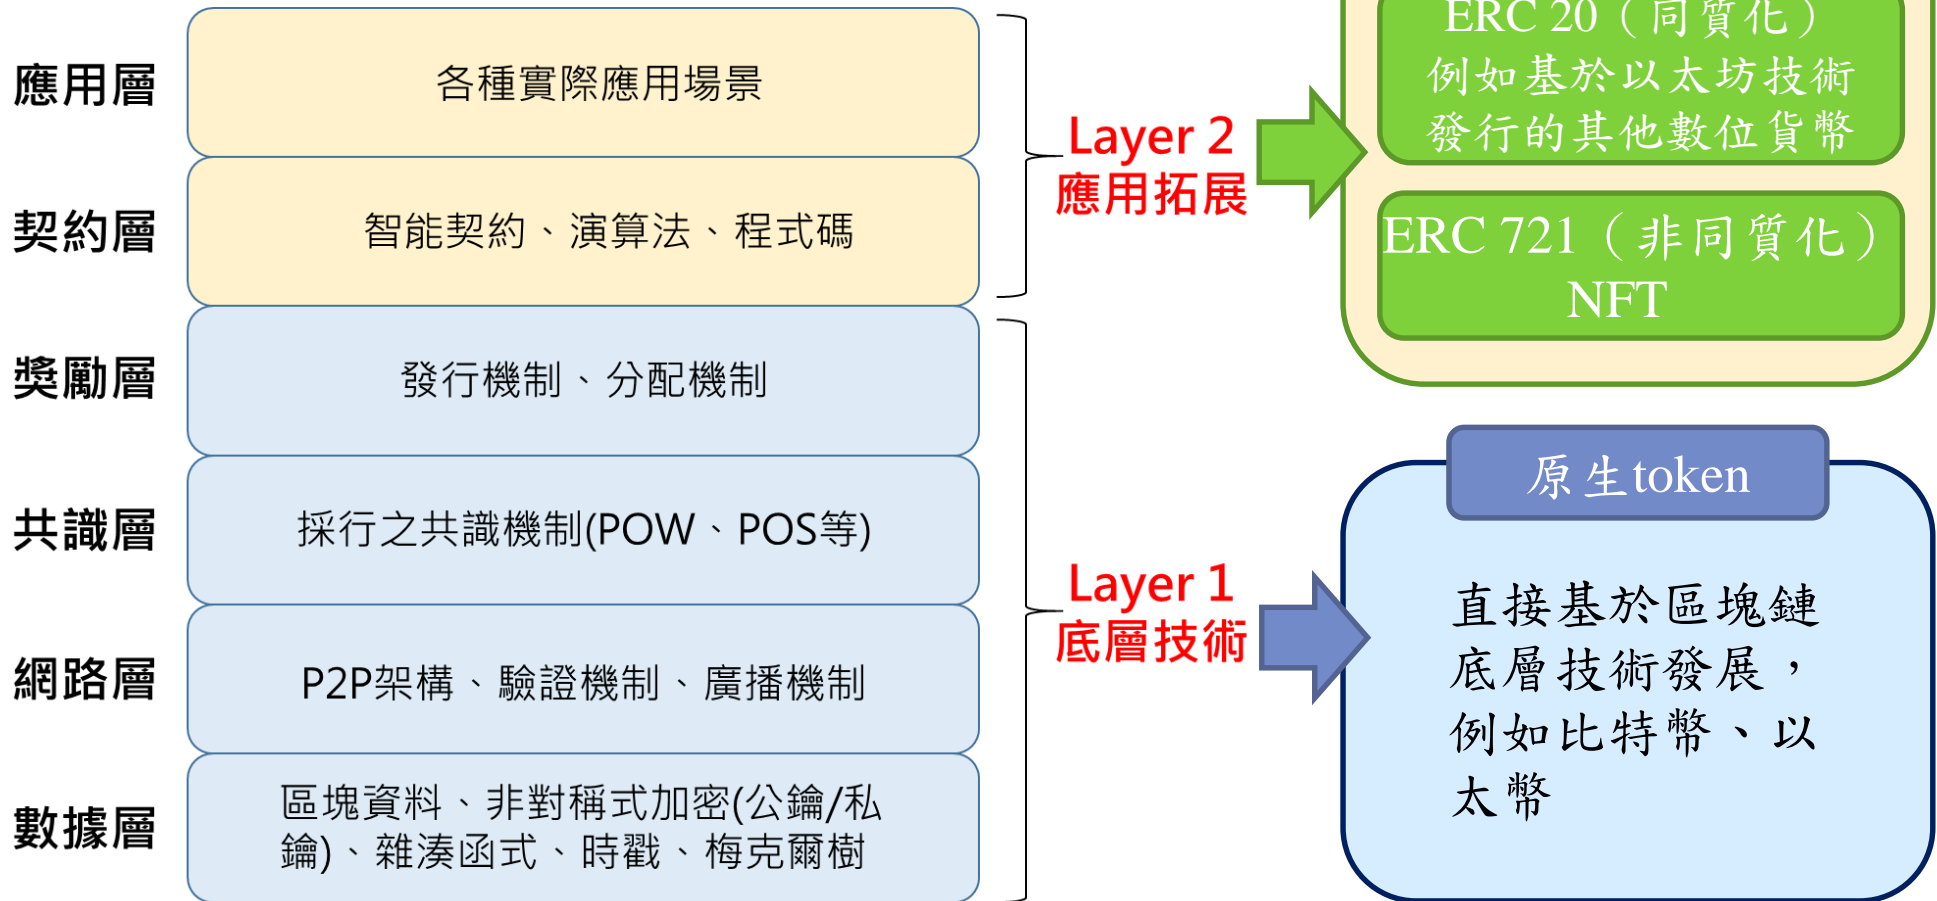 應用層
各種實際應用場景
契約層
智能契約、演算法、程式碼
獎勵層
發行機制、分配機制
共識層
採行之共識機制(POW、POS等)
網路層
P2P架構、驗證機制、廣播機制
數據層
區塊資料、非對稱式加密(公鑰/私
鑰)、雜湊函式、時戳、梅克爾樹
Layer 2
應用拓展
Layer 1
底層技術
ERC 20（同質化）
例如基於以太坊技術
發行的其他數位貨幣
ERC 721（非同質化）
NFT
原生token
直接基於區塊鏈
底層技術發展，
例如比特幣、以
太幣